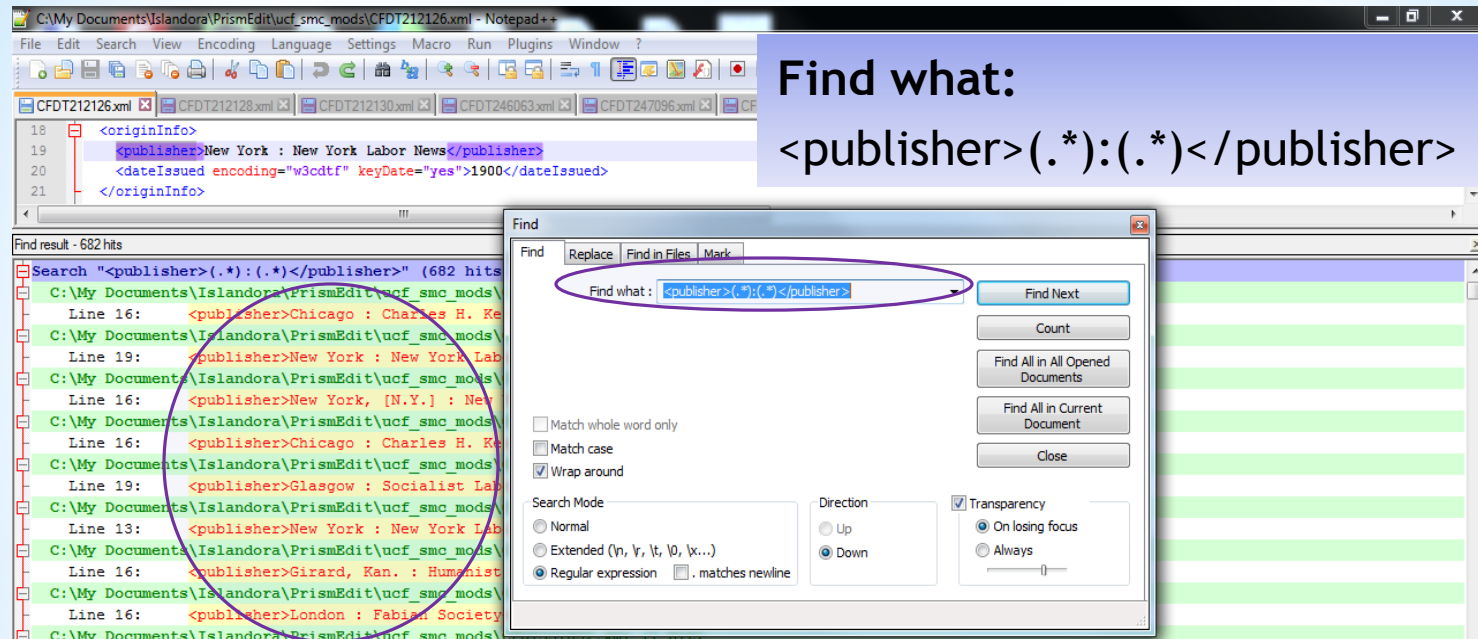 C:\My Documents\Islandora\PrismEdit\ucf_smc_mods\CFDT212126.xml - Notepad++
File Edit Search View Encoding Language Settings Macro Run Plugins Window ?
CFDT212126.xml CFDT212128.xml CFDT212130.xml CFDT246063.xml CFDT247096.xml CF
Find what:
<publisher>(.*):(.*)</publisher>
18 <originInfo>
19 <publisher>New York : New York Labor News</publisher>
20 <dateIssued encoding="w3cdtf" keyDate="yes">1900</dateIssued>
21 </originInfo>
Find result - 682 hits
Search "<publisher>(.*):(.*)</publisher>" (682 hits
C:\My Documents\Islandora\PrismEdit\ucf_smc_mods\
Line 16: <publisher>Chicago : Charles H. Ke
C:\My Documents\Islandora\PrismEdit\ucf_smc_mods\
Line 19: <publisher>New York : New York Lab
C:\My Documents\Islandora\PrismEdit\ucf_smc_mods\
Line 16: <publisher>New York, [N.Y.] : New
C:\My Documents\Islandora\PrismEdit\ucf_smc_mods\
Line 16: <publisher>Chicago : Charles H. Ke
C:\My Documents\Islandora\PrismEdit\ucf_smc_mods\
Line 19: <publisher>Glasgow : Socialist Lab
C:\My Documents\Islandora\PrismEdit\ucf_smc_mods\
Line 13: <publisher>New York : New York Lab
C:\My Documents\Islandora\PrismEdit\ucf_smc_mods\
Line 16: <publisher>Girard, Kan. : Humanist
C:\My Documents\Islandora\PrismEdit\ucf_smc_mods\
Line 16: <publisher>London : Fabian Society
C:\My Documents\Islandora\PrismEdit\ucf_smc_mods\
Find
Find Replace Find in Files Mark
Find what : <publisher>(.*):(.*)</publisher>
Find Next
Count
Find All in All Opened
Documents
Find All in Current
Document
Close
Match whole word only
Match case
Wrap around
Search Mode
Normal
Extended (\n, \r, \t, \0, \x...)
Regular expression . matches newline
Direction
Up
Down
Transparency
On losing focus
Always